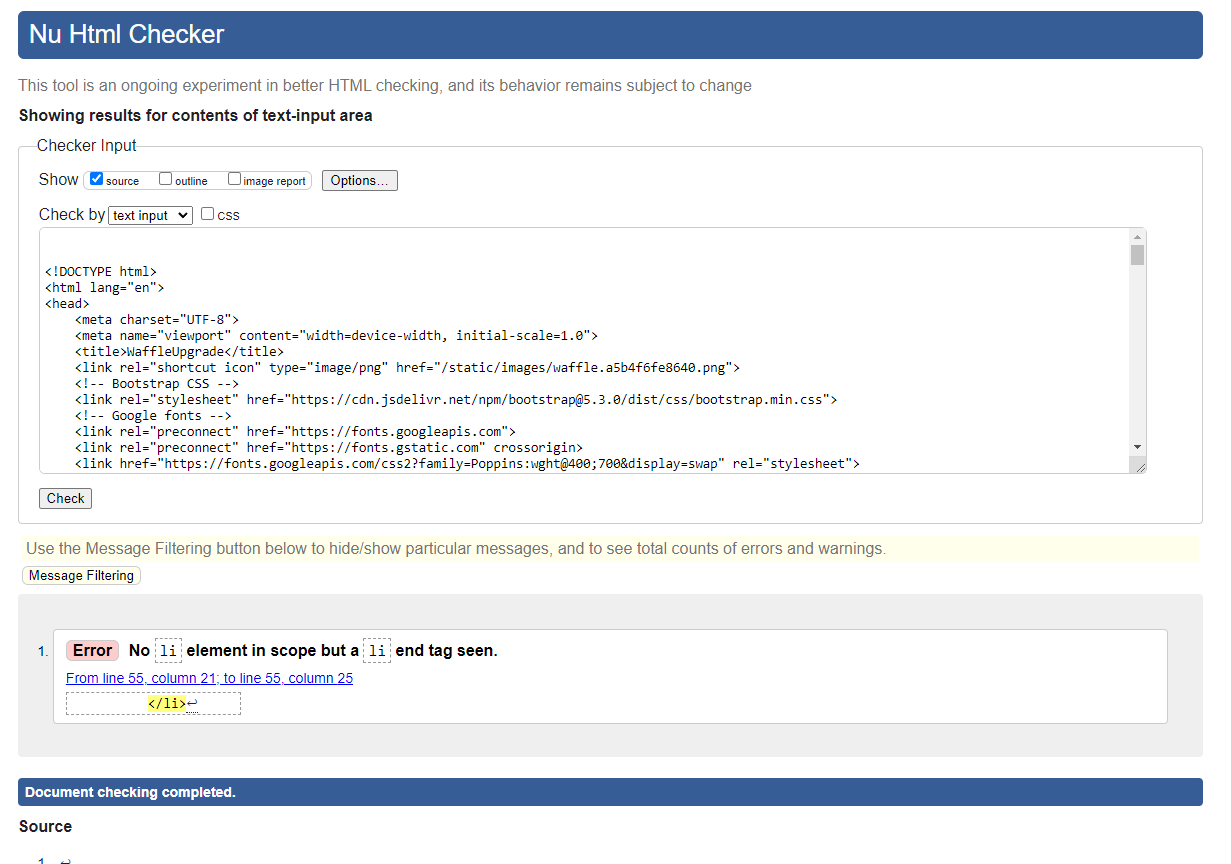 Nu Html Checker
This tool is an ongoing experiment in better HTML checking, and its behavior remains subject to change
Showing results for contents of text-input area
Checker Input
Show source outline image report Options...
Check by text input css
<!DOCTYPE html>
<html lang="en">
<head>
    <meta charset="UTF-8">
    <meta name="viewport" content="width=device-width, initial-scale=1.0">
    <title>WaffleUpgrade</title>
    <link rel="shortcut icon" type="image/png" href="/static/images/waffle.a5b4f6fe8640.png">
    <!-- Bootstrap CSS -->
    <link rel="stylesheet" href="https://cdn.jsdelivr.net/npm/bootstrap@5.3.0/dist/css/bootstrap.min.css">
    <!-- Google fonts -->
    <link rel="preconnect" href="https://fonts.googleapis.com">
    <link rel="preconnect" href="https://fonts.gstatic.com" crossorigin>
    <link href="https://fonts.googleapis.com/css2?family=Poppins:wght@400;700&display=swap" rel="stylesheet">
Check
Use the Message Filtering button below to hide/show particular messages, and to see total counts of errors and warnings.
Message Filtering
1. Error No li element in scope but a li end tag seen.
From line 55, column 21; to line 55, column 25
</li>↩
Document checking completed.
Source
1. ↩